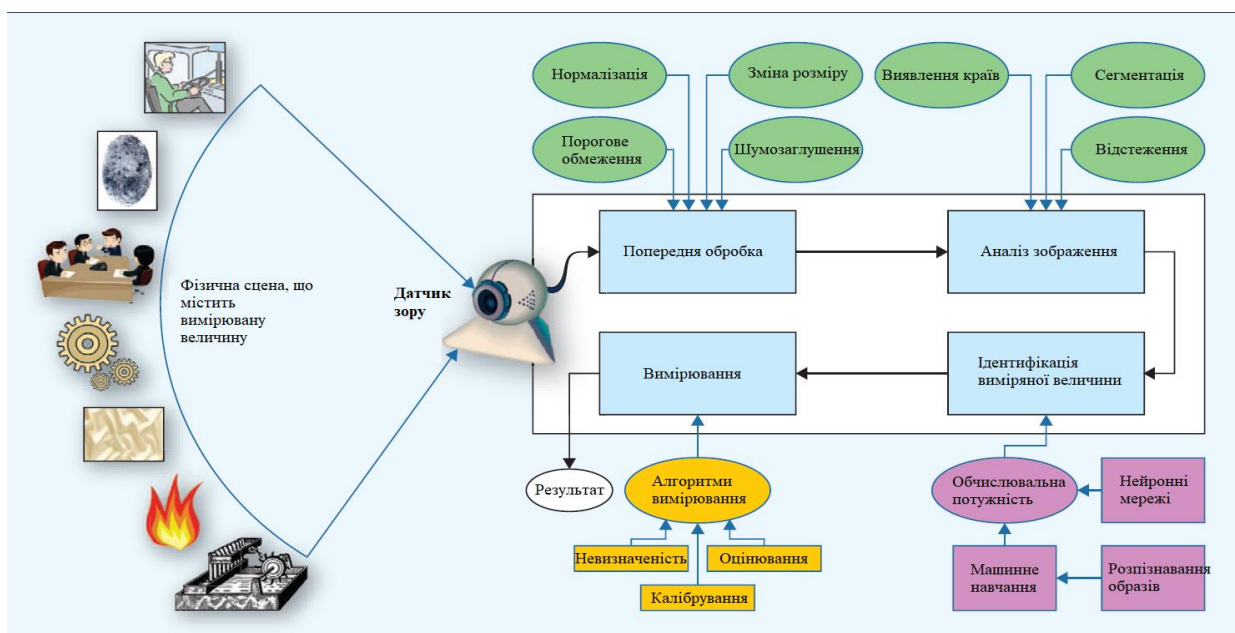 Нормалізація
Зміна розміру
Виявлення країв
Сегментація
Порогове
обмеження
Шумозаглушення
Відстеження
Фізична сцена, що
містить
вимірювану
величину
Датчик
зору
Попередня обробка
Аналіз зображення
Вимірювання
Ідентифікація
виміряної величини
Результат
Алгоритми
вимірювання
Обчислювальна
потужність
Нейронні
мережі
Невизначеність
Оцінювання
Калібрування
Машинне
навчання
Розпізнавання
образів